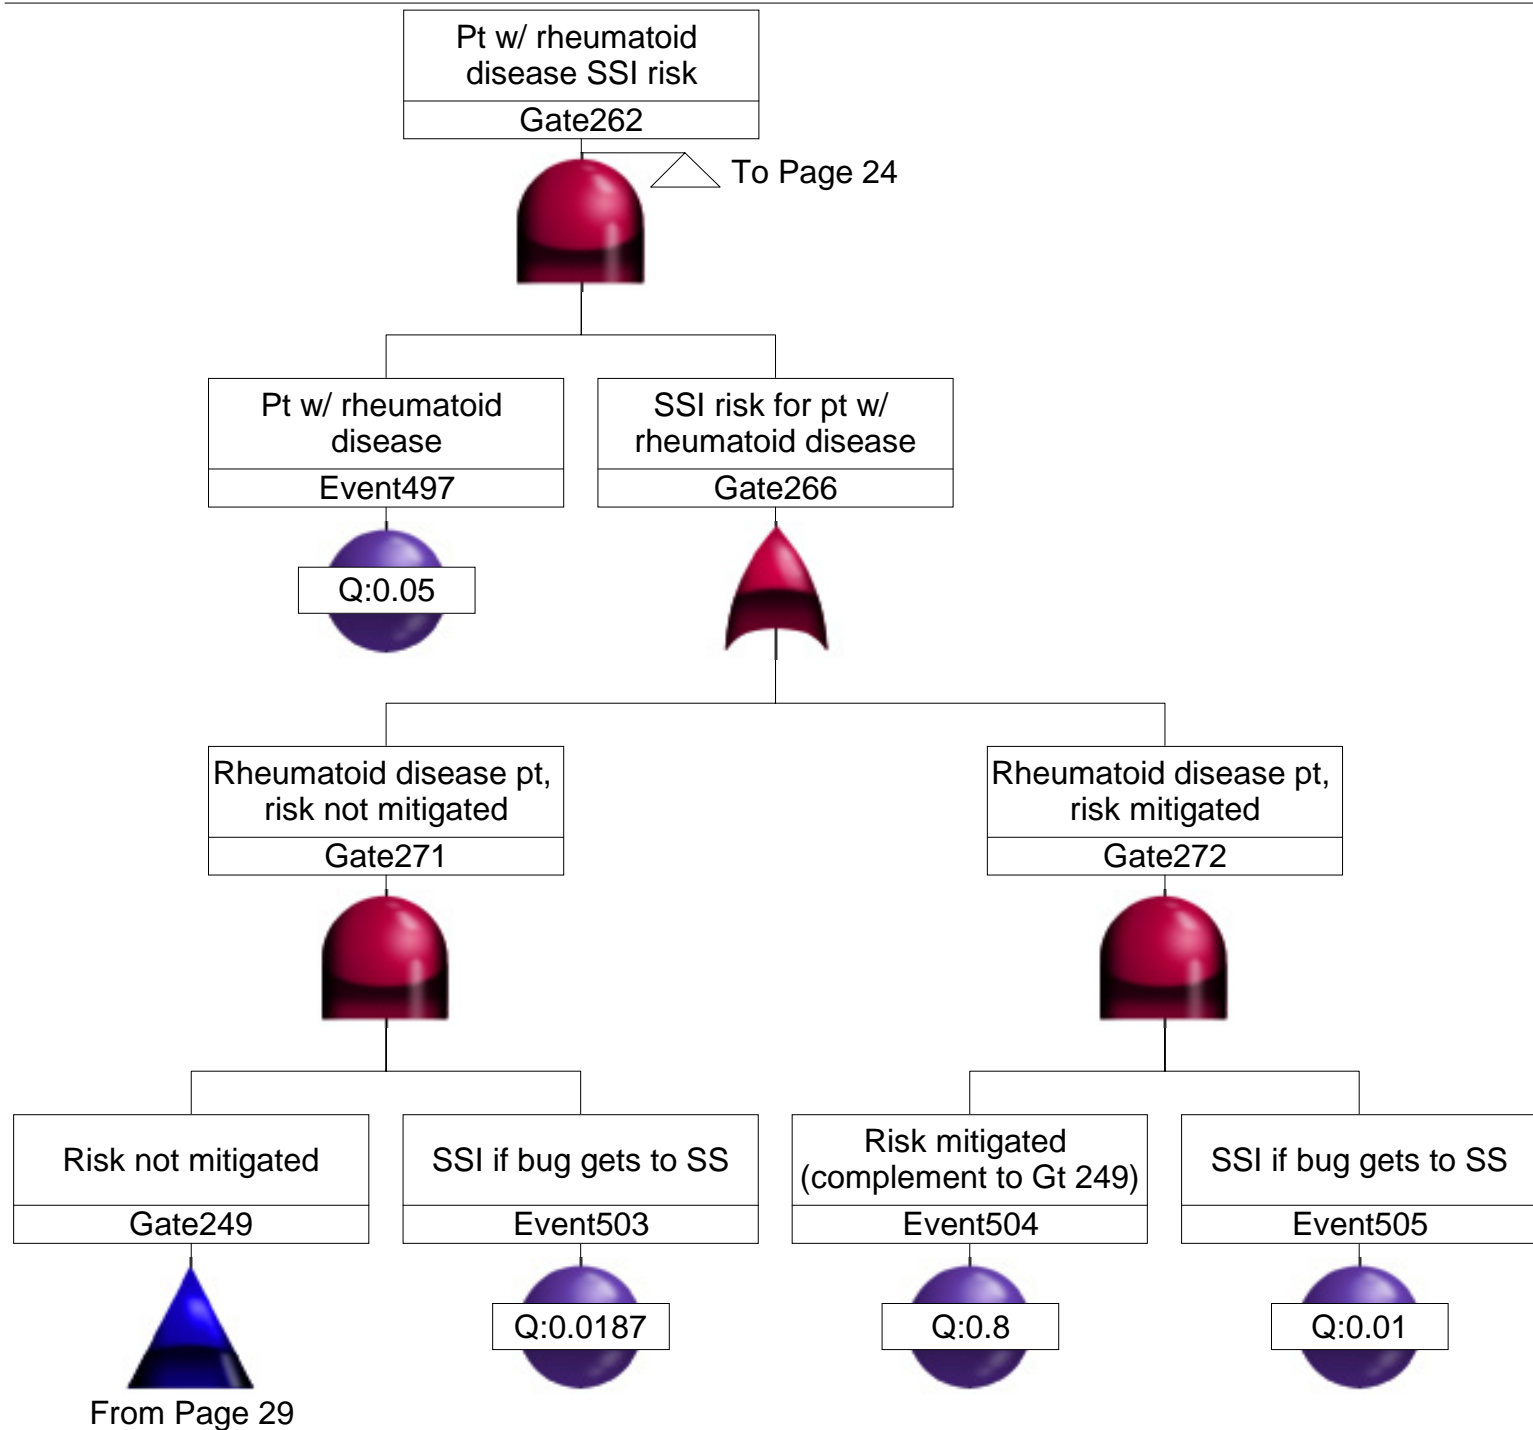 Pt w/ rheumatoid
disease SSI risk
Gate262
To Page 24
Pt w/ rheumatoid
disease
Event497
Q:0.05
SSI risk for pt w/
rheumatoid disease
Gate266
Rheumatoid disease pt,
risk not mitigated
Gate271
Rheumatoid disease pt,
risk mitigated
Gate272
Risk not mitigated
Gate249
From Page 29
SSI if bug gets to SS
Event503
Q:0.0187
Risk mitigated
(complement to Gt 249)
Event504
Q:0.8
SSI if bug gets to SS
Event505
Q:0.01